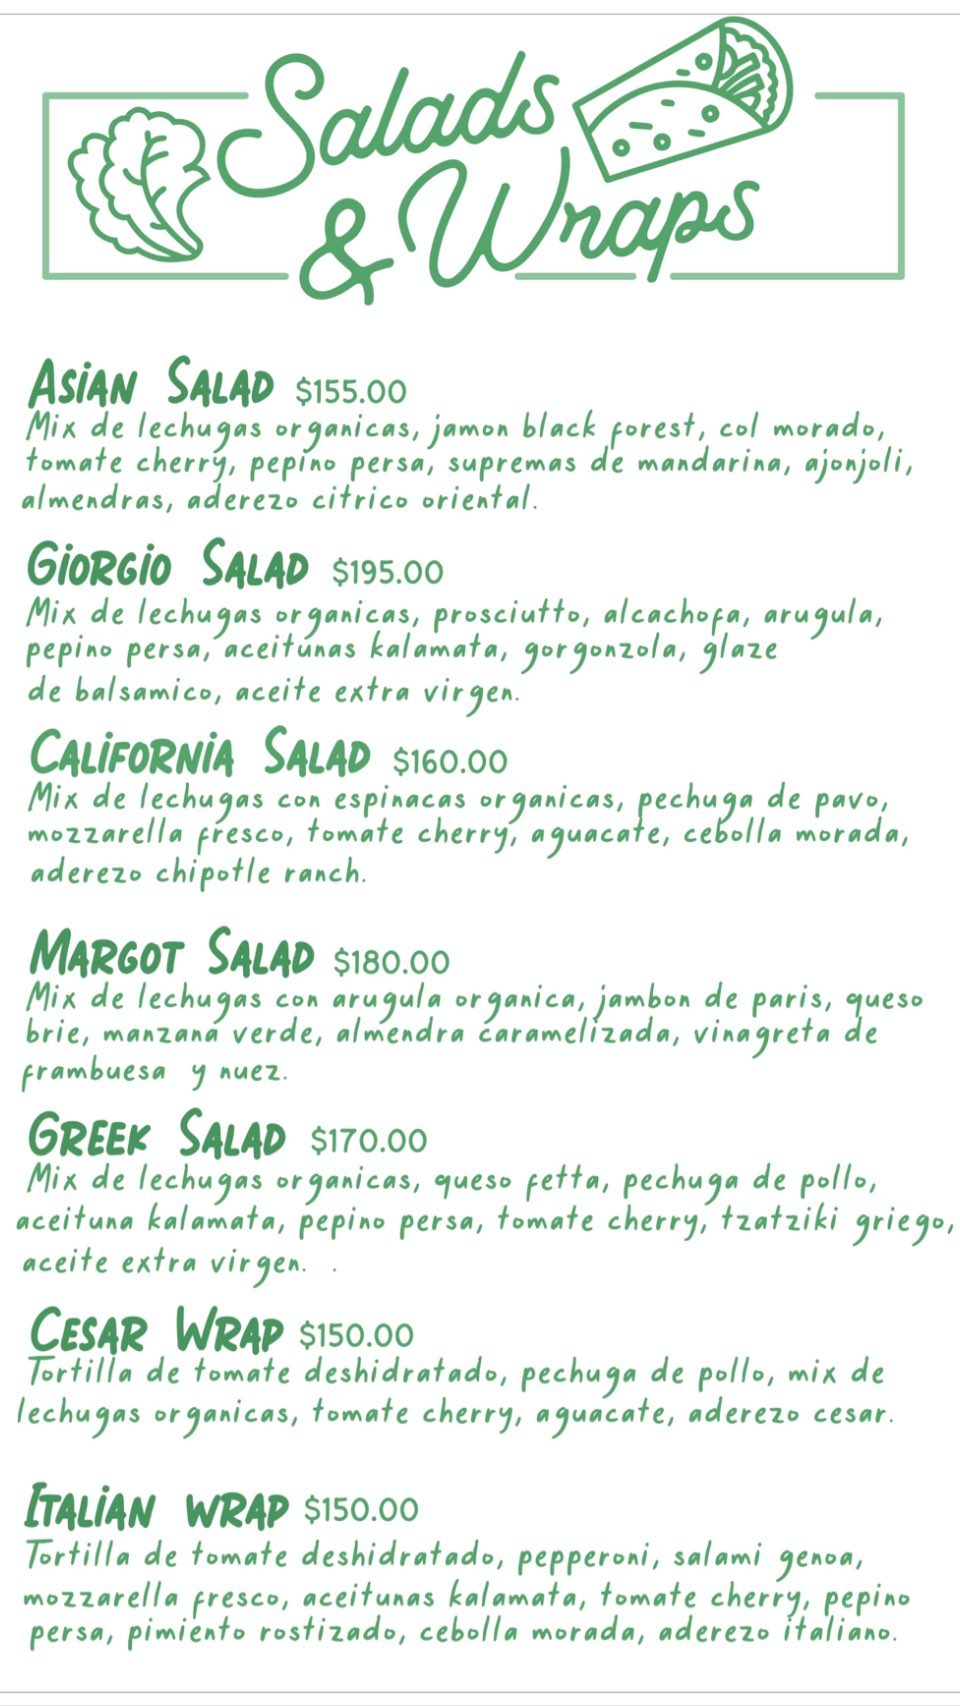 Salads
& Wraps
Asian Salad $155.00
Mix de lechugas organicas, jamon black forest, col morado,
tomate cherry, pepino persa, supremas de mandarina, ajonjoli,
almendras, aderezo citrico oriental.
Giorgio Salad $195.00
Mix de lechugas organicas, prosciutto, alcachofa, arugula,
pepino persa, aceitunas kalamata, gorgonzola, glaze
de balsamico, aceite extra virgen.
California Salad $160.00
Mix de lechugas con espinacas organicas, pechuga de pavo,
mozzarella fresco, tomate cherry, aguacate, cebolla morada,
aderezo chipotle ranch.
Margot Salad $180.00
Mix de lechugas con arugula organica, jambon de paris, queso
brie, manzana verde, almendra caramelizada, vinagreta de
frambuesa y nuez.
Greek Salad $170.00
Mix de lechugas organicas, queso fetta, pechuga de pollo,
aceituna kalamata, pepino persa, tomate cherry, tzatziki griego,
aceite extra virgen. .
Cesar Wrap $150.00
Tortilla de tomate deshidratado, pechuga de pollo, mix de
lechugas organicas, tomate cherry, aguacate, aderezo cesar.
Italian wrap $150.00
Tortilla de tomate deshidratado, pepperoni, salami genoa,
mozzarella fresco, aceitunas kalamata, tomate cherry, pepino
persa, pimiento rostizado, cebolla morada, aderezo italiano.